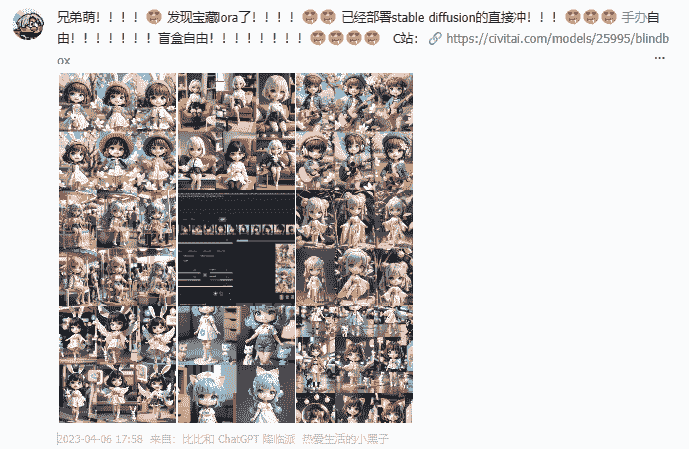 兄弟萌！！！！ 发现宝藏lora了！！！！ 已经部署stable diffusion的直接冲！！！ 手办自
由！！！！！！！盲盒自由！！！！！！！！ C站： https://civitai.com/models/25995/blindb
ox ...
2023-04-06 17:58 来自：比比和 ChatGPT 降临派 热爱生活的小黑子